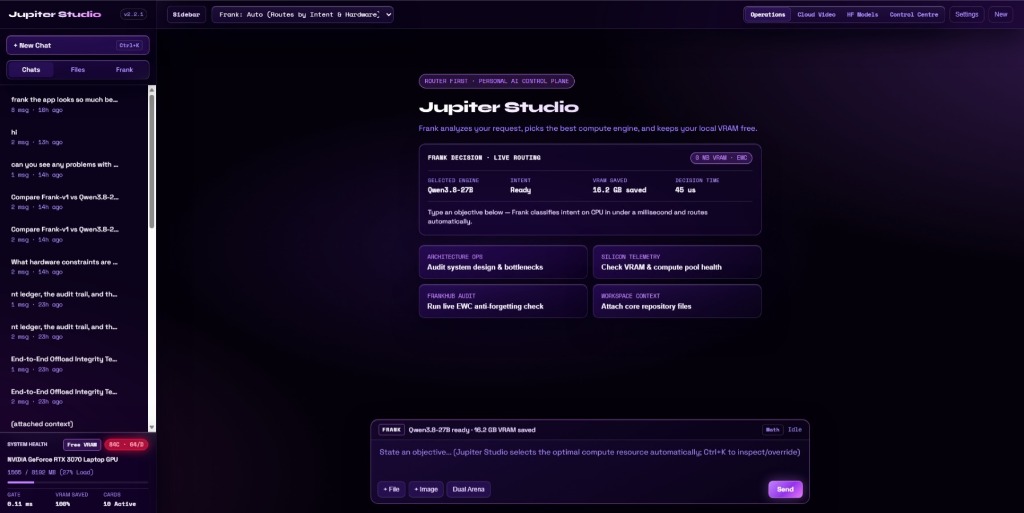 Jupiter Studio
v2.2.1
Sidebar
Frank: Auto (Routes by Intent & Hardware)
Operations
Cloud Video
HF Models
Control Centre
Settings
New
+ New Chat
Ctrl+K
Chats
Files
Frank
frank the app looks so much be...
8 msg · 10h ago
hi
2 msg · 13h ago
can you see any problems with ...
1 msg · 14h ago
Compare Frank-v1 vs Qwen3.8-2...
2 msg · 14h ago
Compare Frank-v1 vs Qwen3.8-2...
2 msg · 14h ago
What hardware constraints are ...
2 msg · 14h ago
nt ledger, the audit trail, and th...
1 msg · 23h ago
nt ledger, the audit trail, and th...
2 msg · 23h ago
End-to-End Offload Integrity Te...
1 msg · 23h ago
End-to-End Offload Integrity Te...
2 msg · 23h ago
(attached context)
SYSTEM HEALTH
Free VRAM
NVIDIA GeForce RTX 3070 Laptop GPU
/ 8192 MB (27% Load)
GATE
VRAM SAVED
CARDS
0.11 ms
100%
10 Active
ROUTER FIRST · PERSONAL AI CONTROL PLANE
Jupiter Studio
Frank analyzes your request, picks the best compute engine, and keeps your local VRAM free.
FRANK DECISION · LIVE ROUTING
0 MB VRAM · EWC
SELECTED ENGINE
INTENT
VRAM SAVED
DECISION TIME
Qwen3.8-27B
Ready
16.2 GB saved
45 us
Type an objective below — Frank classifies intent on CPU in under a millisecond and routes
automatically.
ARCHITECTURE OPS
Audit system design & bottlenecks
SILICON TELEMETRY
Check VRAM & compute pool health
FRANKHUB AUDIT
Run live EWC anti-forgetting check
WORKSPACE CONTEXT
Attach core repository files
FRANK
Qwen3.8-27B ready · 16.2 GB VRAM saved
Math
Idle
State an objective... (Jupiter Studio selects the optimal compute resource automatically; Ctrl+K to inspect/override)
+ File
+ Image
Dual Arena
Send